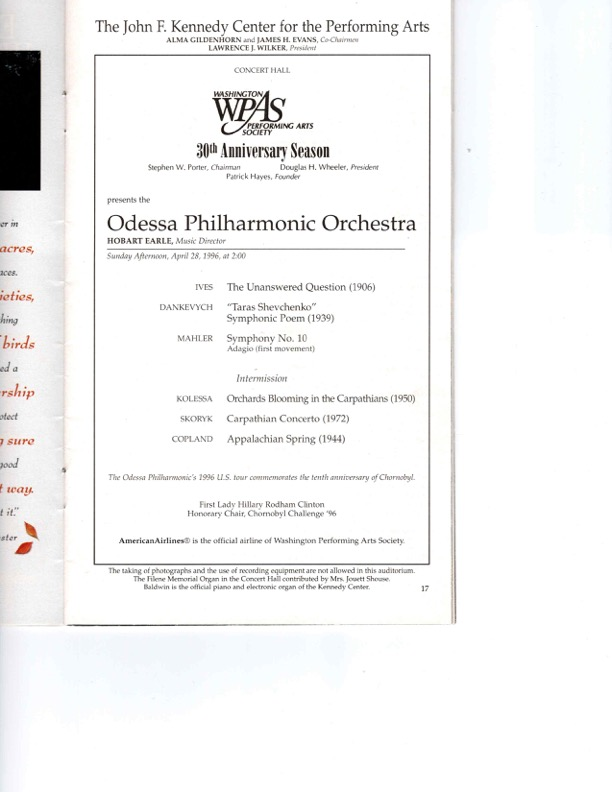 The John F. Kennedy Center for the Performing Arts
ALMA GILDENHORN and JAMES H. EVANS, Co-Chairmen
LAWRENCE J. WILKER, President
CONCERT HALL
WASHINGTON
WPAS
PERFORMING ARTS
SOCIETY
30th Anniversary Season
Stephen W. Porter, Chairman Douglas H. Wheeler, President
Patrick Hayes, Founder
presents the
Odessa Philharmonic Orchestra
HOBART EARLE, Music Director
Sunday Afternoon, April 28, 1996, at 2:00
IVES The Unanswered Question (1906)
DANKEVYCH "Taras Shevchenko"
Symphonic Poem (1939)
MAHLER Symphony No. 10
Adagio (first movement)
Intermission
KOLESSA Orchards Blooming in the Carpathians (1950)
SKORYK Carpathian Concerto (1972)
COPLAND Appalachian Spring (1944)
The Odessa Philharmonic's 1996 U.S. tour commemorates the tenth anniversary of Chornobyl.
First Lady Hillary Rodham Clinton
Honorary Chair, Chornobyl Challenge '96
AmericanAirlines® is the official airline of Washington Performing Arts Society.
The taking of photographs and the use of recording equipment are not allowed in this auditorium.
The Filene Memorial Organ in the Concert Hall contributed by Mrs. Jouett Shouse.
Baldwin is the official piano and electronic organ of the Kennedy Center.
17
er in
acres,
ces.
ieties,
hing
birds
ed a
rship
otect
g sure
good
t way.
t it."
ster